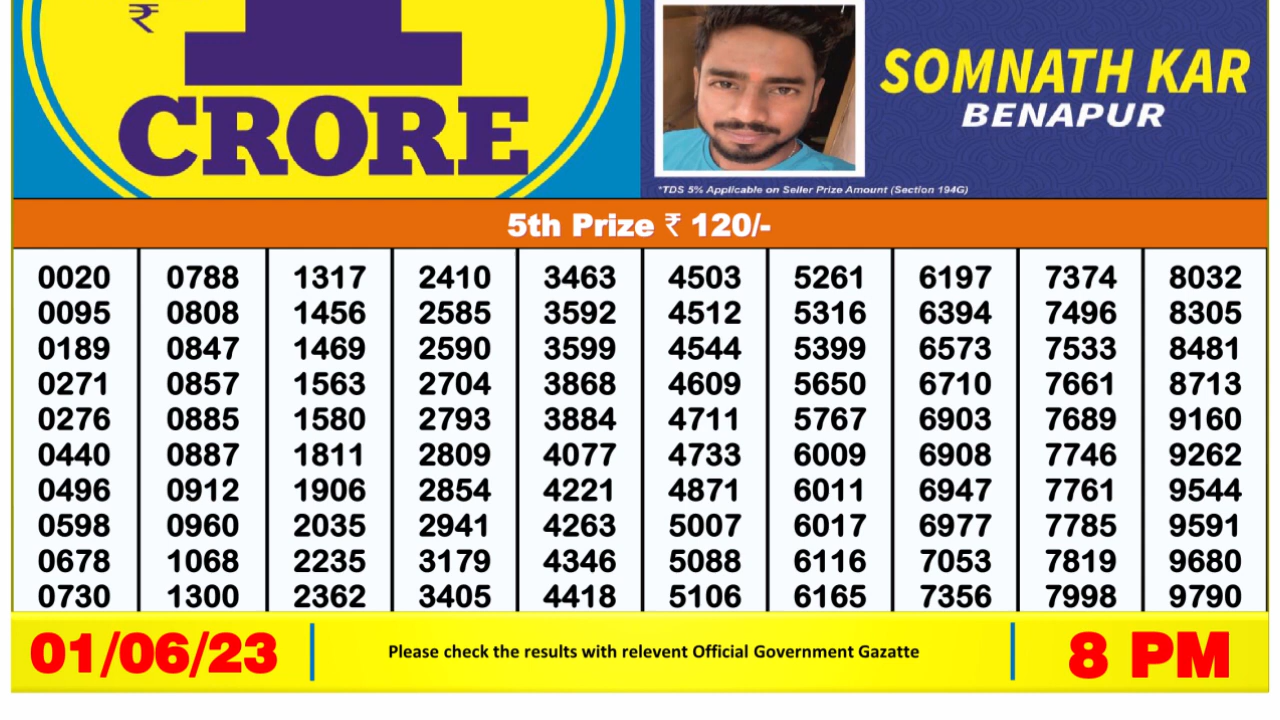 ₹ 1
CRORE
SOMNATH KAR
BENAPUR
*TDS 5% Applicable on Seller Prize Amount (Section 194G)
5th Prize ₹ 120/-
0020 0788 1317 2410 3463 4503 5261 6197 7374 8032
0095 0808 1456 2585 3592 4512 5316 6394 7496 8305
0189 0847 1469 2590 3599 4544 5399 6573 7533 8481
0271 0857 1563 2704 3868 4609 5650 6710 7661 8713
0276 0885 1580 2793 3884 4711 5767 6903 7689 9160
0440 0887 1811 2809 4077 4733 6009 6908 7746 9262
0496 0912 1906 2854 4221 4871 6011 6947 7761 9544
0598 0960 2035 2941 4263 5007 6017 6977 7785 9591
0678 1068 2235 3179 4346 5088 6116 7053 7819 9680
0730 1300 2362 3405 4418 5106 6165 7356 7998 9790
01/06/23 Please check the results with relevent Official Government Gazatte 8 PM